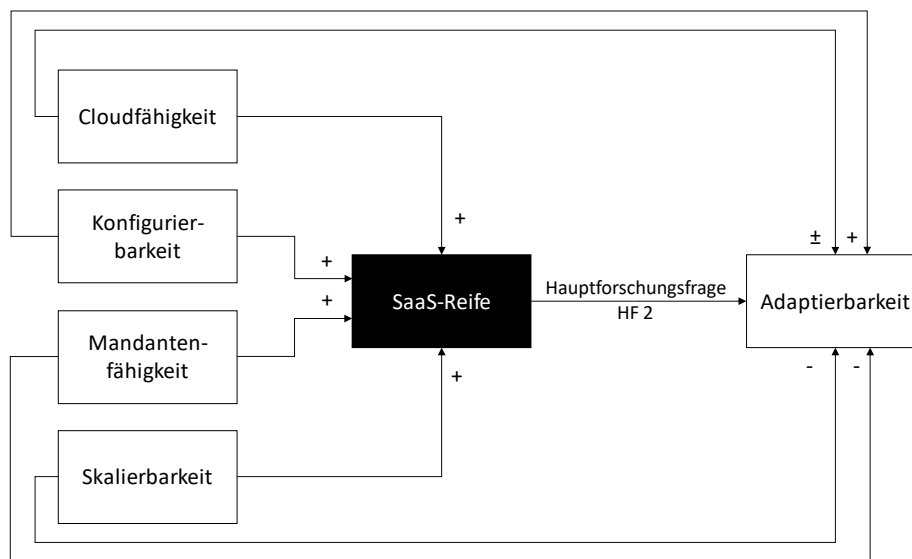 Cloudfähigkeit
+
Konfigurier-
barkeit
±
+
+
SaaS-Reife
Hauptforschungsfrage
HF 2
Adaptierbarkeit
+
Mandanten-
fähigkeit
+
-
-
Skalierbarkeit